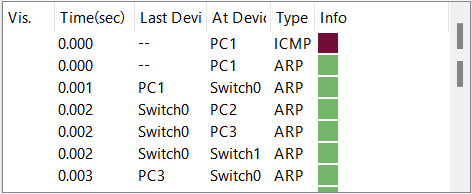 Vis. Time(sec) Last Devi At Devic Type Info
0.000 -- PC1 ICMP
0.000 -- PC1 ARP
0.001 PC1 Switch0 ARP
0.002 Switch0 PC2 ARP
0.002 Switch0 PC3 ARP
0.002 Switch0 Switch1 ARP
0.003 PC3 Switch0 ARP